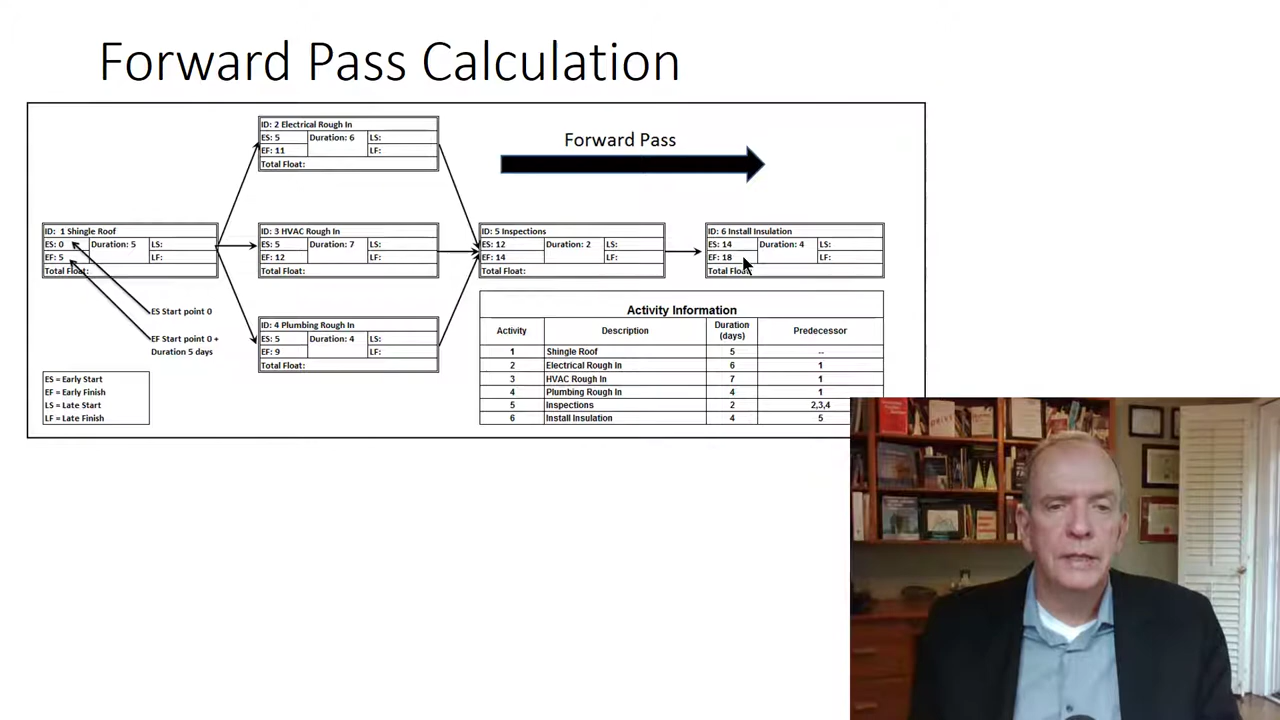 Forward Pass Calculation
ID: 2 Electrical Rough In
ES: 5 Duration: 6 LS:
EF: 11 LF:
Total Float:
Forward Pass
ID: 1 Shingle Roof
ES: 0 Duration: 5 LS:
EF: 5 LF:
Total Float:
ID: 3 HVAC Rough In
ES: 5 Duration: 7 LS:
EF: 12 LF:
Total Float:
ID: 5 Inspections
ES: 12 Duration: 2 LS:
EF: 14 LF:
Total Float:
ID: 6 Install Insulation
ES: 14 Duration: 4 LS:
EF: 18 LF:
Total Float:
ES Start point 0
EF Start point 0 +
Duration 5 days
ID: 4 Plumbing Rough In
ES: 5 Duration: 4 LS:
EF: 9 LF:
Total Float:
ES = Early Start
EF = Early Finish
LS = Late Start
LF = Late Finish
Activity Information
Activity Description Duration (days) Predecessor
1 Shingle Roof 5 --
2 Electrical Rough In 6 1
3 HVAC Rough In 7 1
4 Plumbing Rough In 4 1
5 Inspections 2 2,3,4
6 Install Insulation 4 5